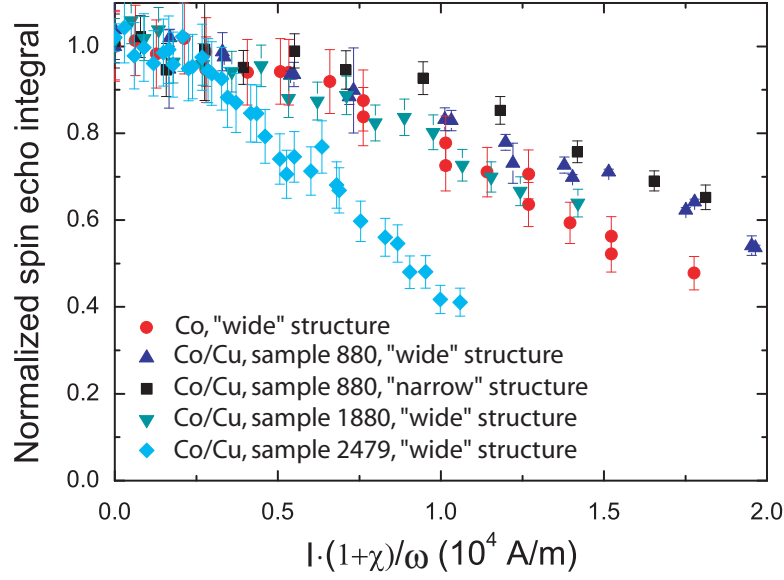 Normalized spin echo integral
1.0
0.8
0.6
0.4
0.2
0.0
Co, "wide" structure
Co/Cu, sample 880, "wide" structure
Co/Cu, sample 880, "narrow" structure
Co/Cu, sample 1880, "wide" structure
Co/Cu, sample 2479, "wide" structure
0.0 0.5 1.0 1.5 2.0
I·(1+χ)/ω (10⁴ A/m)